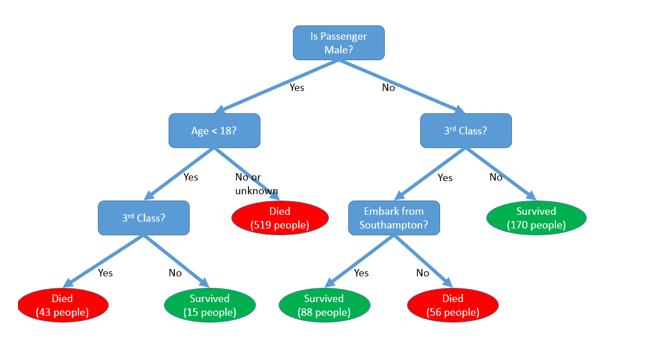 Is Passenger
Male?
Yes
No
Age < 18?
3rd Class?
Yes
No or
unknown
Yes
No
3rd Class?
Died
(519 people)
Embark from
Southampton?
Survived
(170 people)
Yes
No
Yes
No
Died
(43 people)
Survived
(15 people)
Survived
(88 people)
Died
(56 people)